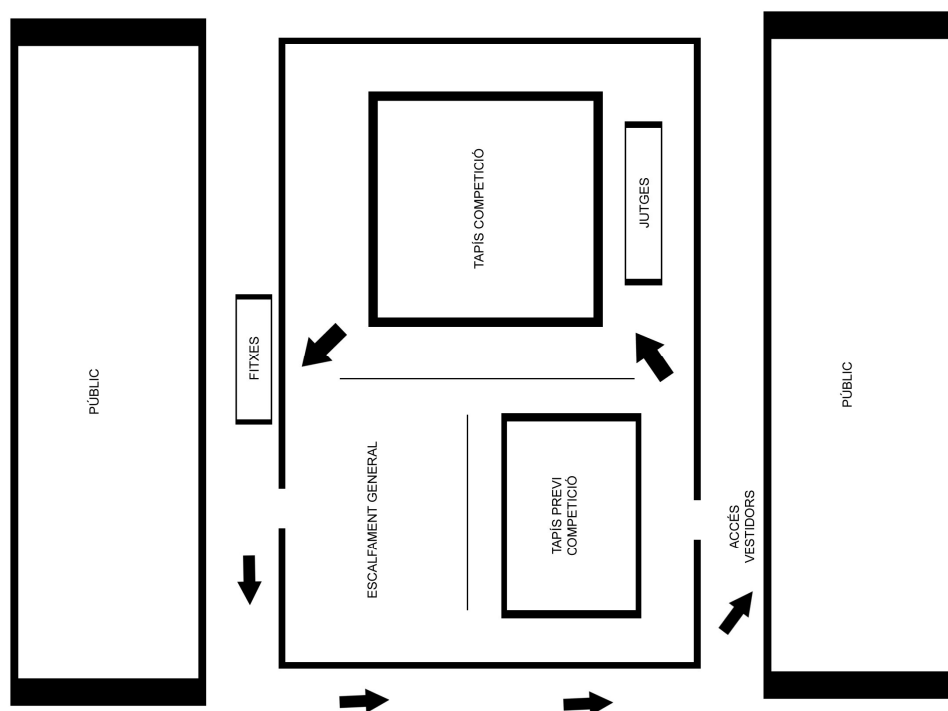 PÚBLIC
FITXES
TAPÍS COMPETICIÓ
JUTGES
PÚBLIC
ESCALFAMENT GENERAL
TAPÍS PREVI
COMPETICIÓ
ACCÉS
VESTIDORS